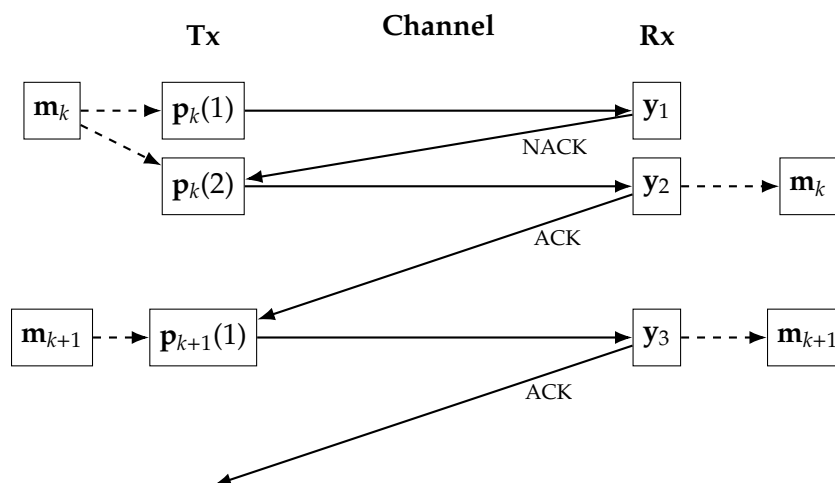 Tx Channel Rx
m_k p_k(1) y_1
NACK
p_k(2) y_2 m_k
ACK
m_{k+1} p_{k+1}(1) y_3 m_{k+1}
ACK